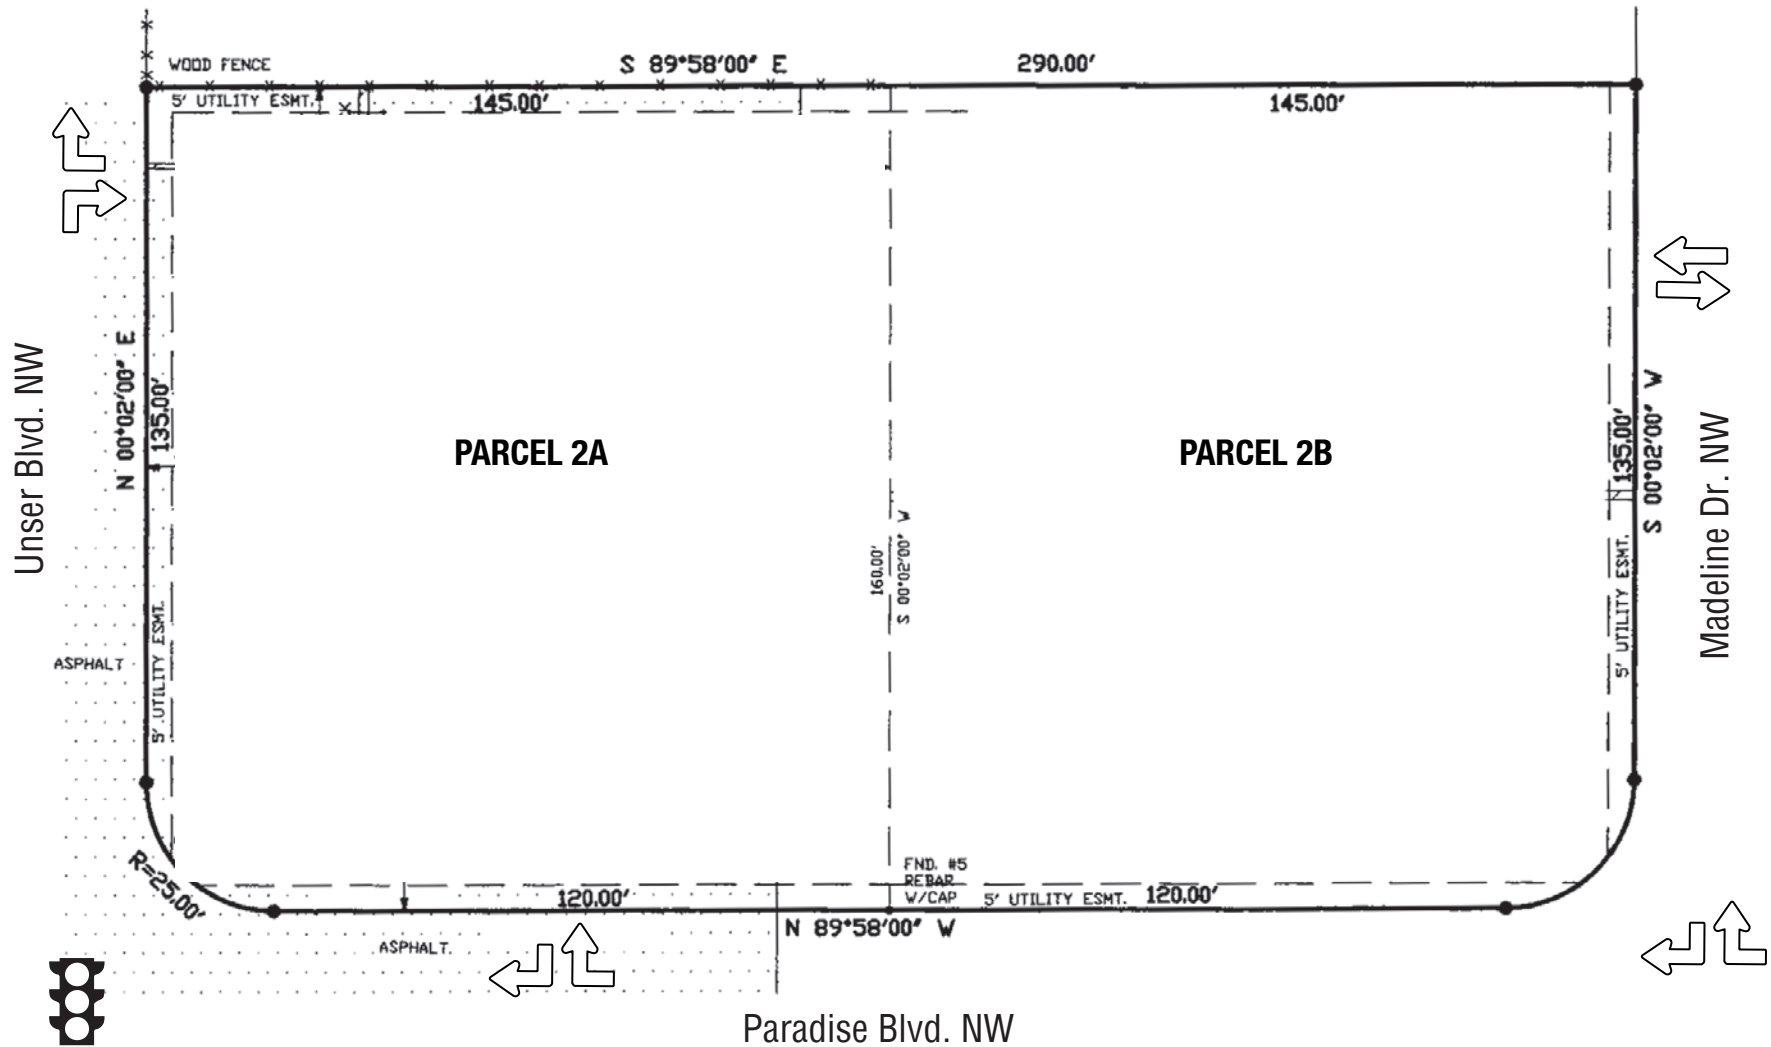 WOOD FENCE
S 89°58'00" E
290.00'
5' UTILITY ESMT.
145.00'
145.00'
N 00°02'00" E
135.00'
Unser Blvd. NW
PARCEL 2A
PARCEL 2B
135.00'
S 00°02'00" W
Madeline Dr. NW
160.00'
S 00°02'00" W
5' UTILITY ESMT.
5' UTILITY ESMT.
ASPHALT
R=25.00'
FND. #5
REBAR
W/CAP
120.00'
5' UTILITY ESMT.
120.00'
N 89°58'00" W
ASPHALT
Paradise Blvd. NW